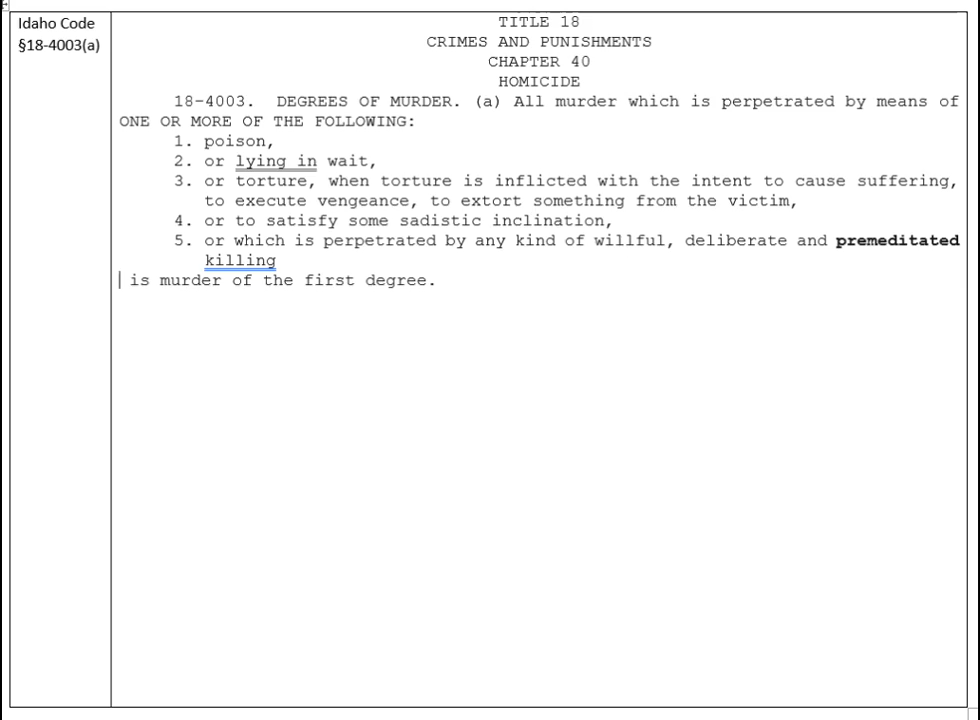 Idaho Code
§18-4003(a)
TITLE 18
CRIMES AND PUNISHMENTS
CHAPTER 40
HOMICIDE
18-4003. DEGREES OF MURDER. (a) All murder which is perpetrated by means of
ONE OR MORE OF THE FOLLOWING:
1. poison,
2. or lying in wait,
3. or torture, when torture is inflicted with the intent to cause suffering,
to execute vengeance, to extort something from the victim,
4. or to satisfy some sadistic inclination,
5. or which is perpetrated by any kind of willful, deliberate and premeditated
killing
is murder of the first degree.